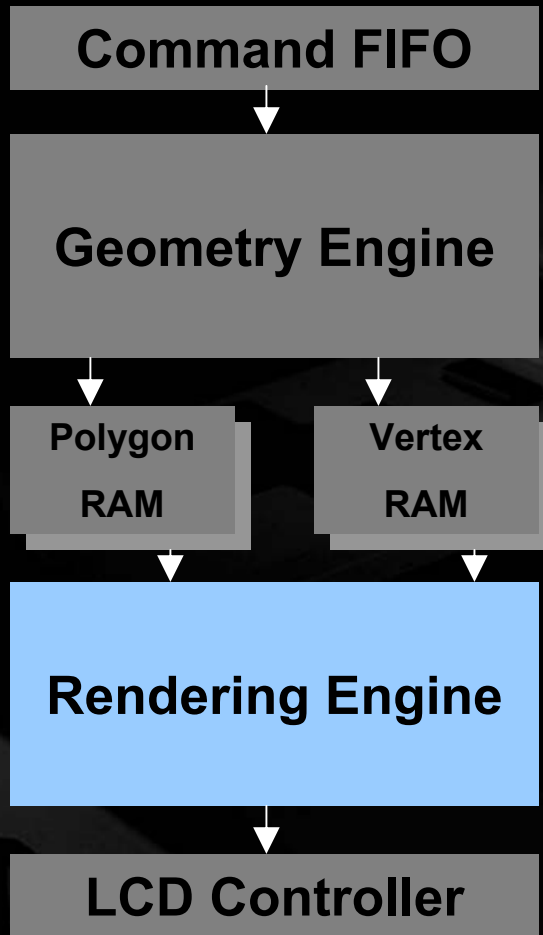 Command FIFO
Geometry Engine
Polygon
RAM
Vertex
RAM
Rendering Engine
LCD Controller